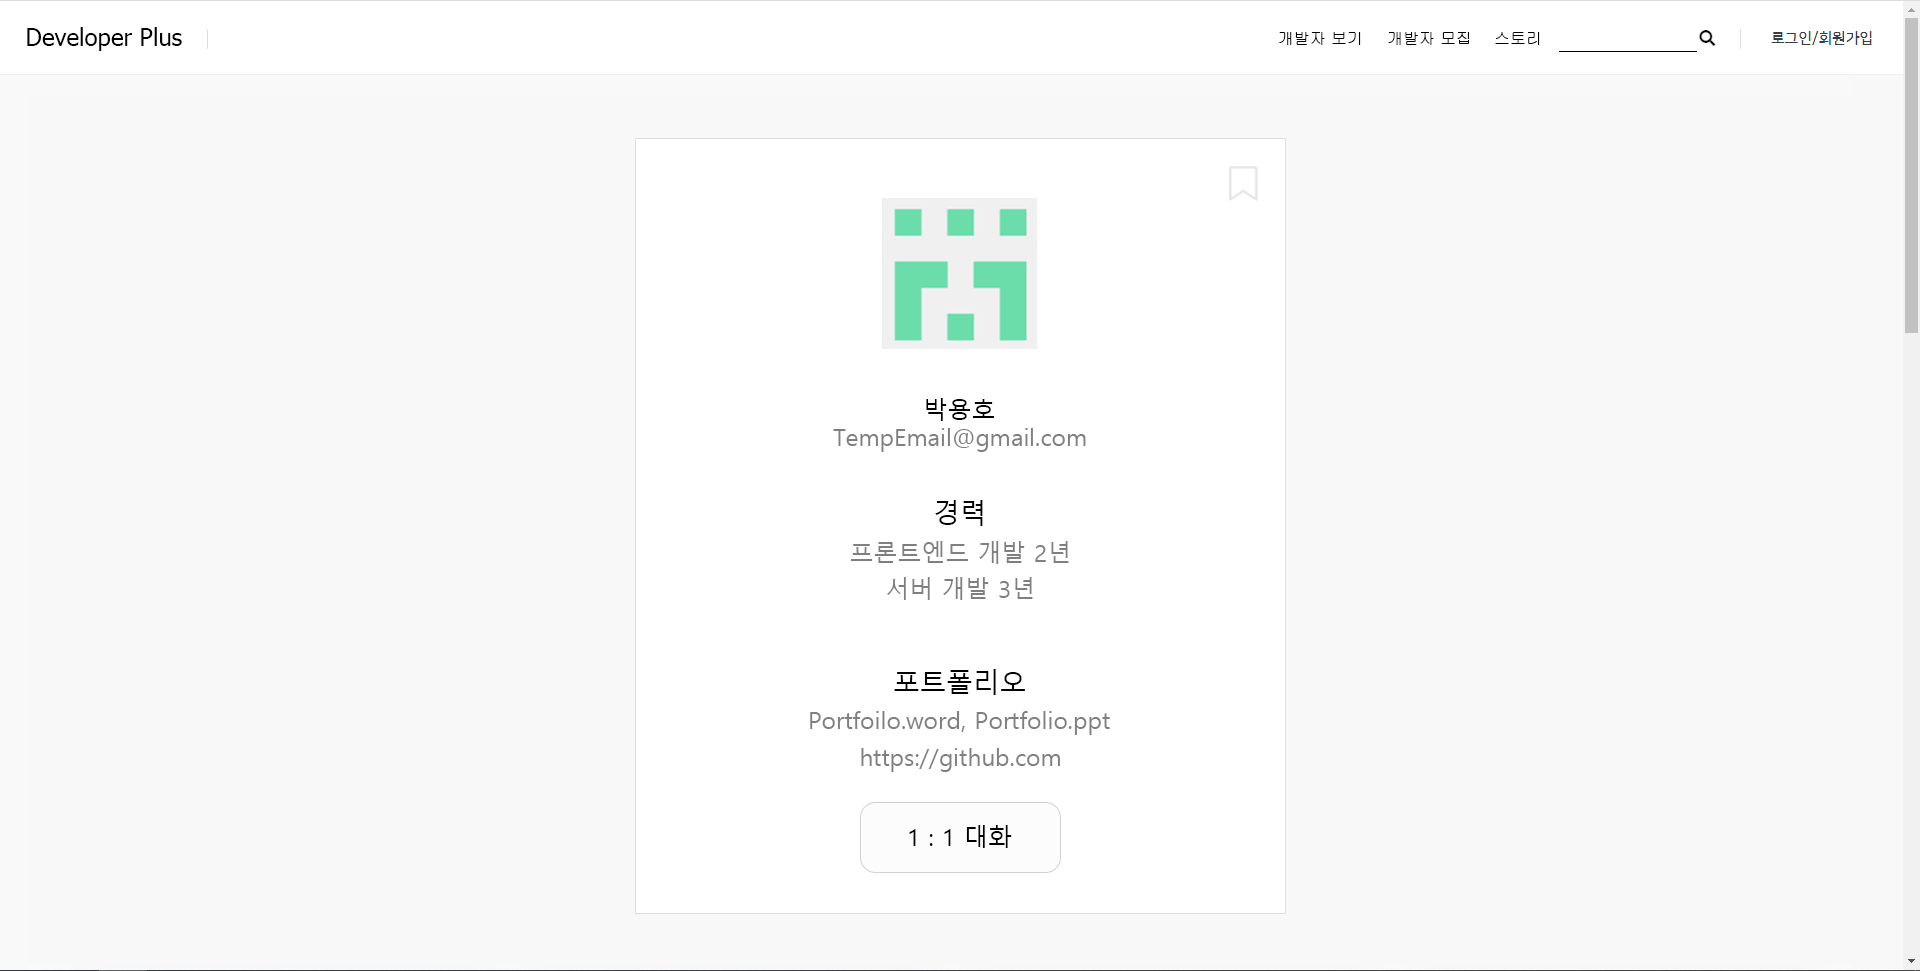 Developer Plus
개발자 보기 개발자 모집 스토리 로그인/회원가입
박용호
TempEmail@gmail.com
경력
프론트엔드 개발 2년
서버 개발 3년
포트폴리오
Portfoilo.word, Portfolio.ppt
https://github.com
1 : 1 대화